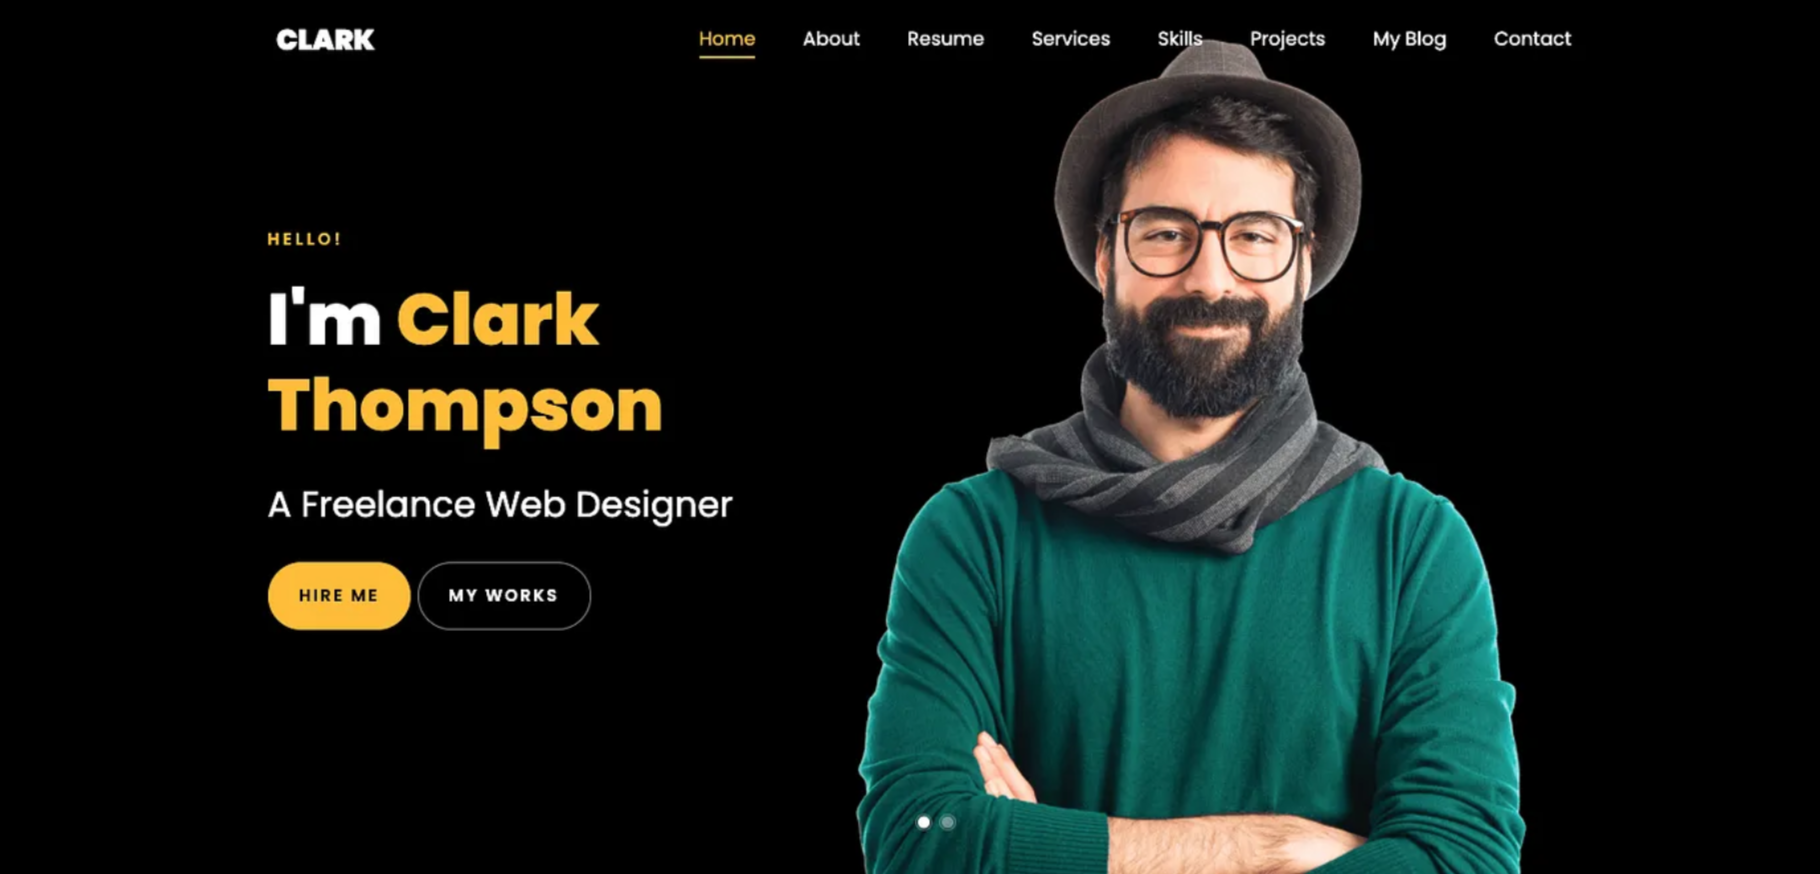 CLARK
Home About Resume Services Skills Projects My Blog Contact
HELLO!
I'm Clark
Thompson
A Freelance Web Designer
HIRE ME MY WORKS